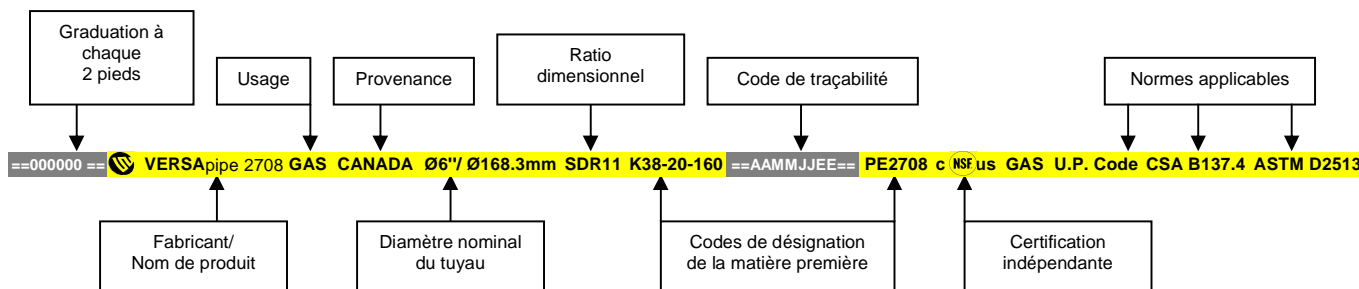 Graduation à
chaque
2 pieds
Usage
Provenance
Ratio
dimensionnel
Code de traçabilité
Normes applicables
==000000 == VERSApipe 2708 GAS CANADA Ø6''/ Ø168.3mm SDR11 K38-20-160 ==AAMMJJEE== PE2708 c NSF us GAS U.P. Code CSA B137.4 ASTM D2513
Fabricant/
Nom de produit
Diamètre nominal
du tuyau
Codes de désignation
de la matière première
Certification
indépendante